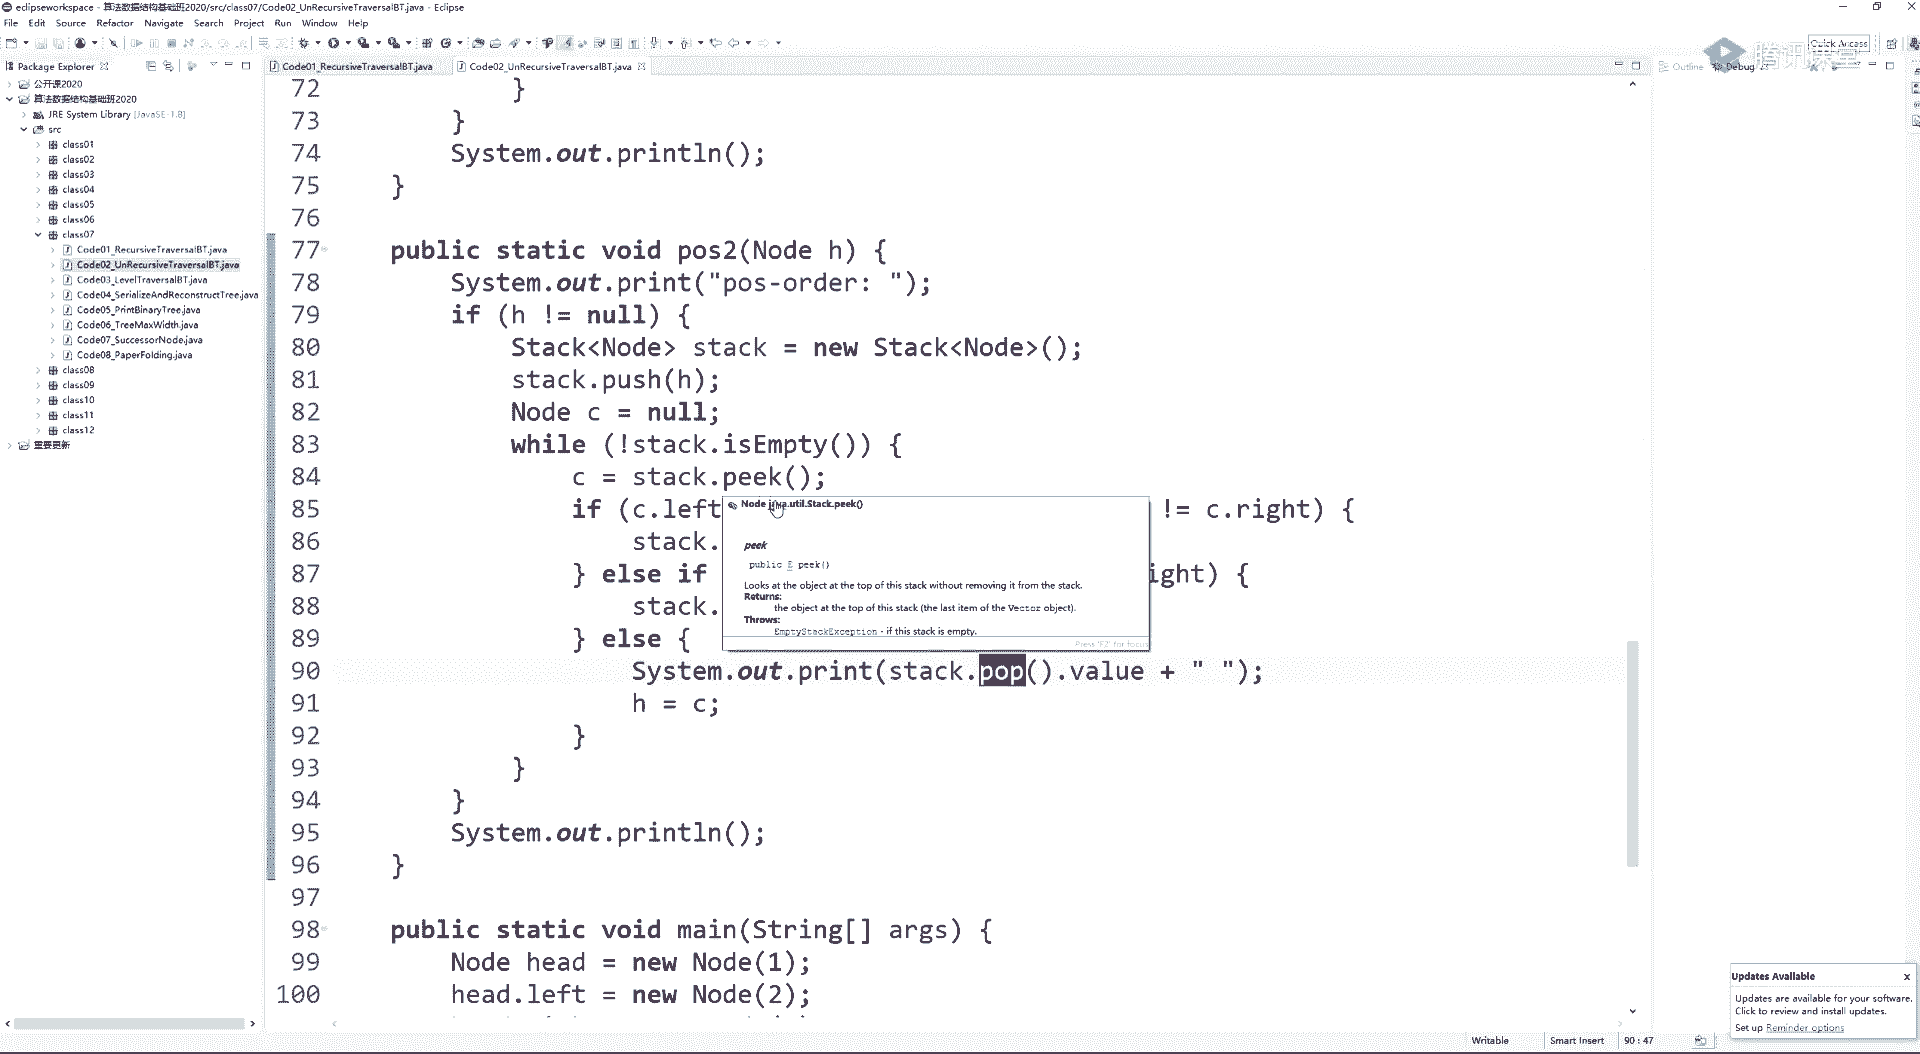 eclipseworkspace - 算法数据结构基础班2020/src/class07/Code02_UnRecursiveTraversalBT.java - Eclipse
File Edit Source Refactor Navigate Search Project Run Window Help
Quick Access
腾讯课堂
Package Explorer
Code01_RecursiveTraversalBT.java
Code02_UnRecursiveTraversalBT.java
Outline
Debug
公开课2020
算法数据结构基础班2020
JRE System Library [JavaSE-1.8]
src
class01
class02
class03
class04
class05
class06
class07
Code01_RecursiveTraversalBT.java
Code02_UnRecursiveTraversalBT.java
Code03_LevelTraversalBT.java
Code04_SerializeAndReconstructTree.java
Code05_PrintBinaryTree.java
Code06_TreeMaxWidth.java
Code07_SuccessorNode.java
Code08_PaperFolding.java
class08
class09
class10
class11
class12
重要更新
72 }
73 }
74 System.out.println();
75 }
76
77 public static void pos2(Node h) {
78 System.out.print("pos-order: ");
79 if (h != null) {
80 Stack<Node> stack = new Stack<Node>();
81 stack.push(h);
82 Node c = null;
83 while (!stack.isEmpty()) {
84 c = stack.peek();
85 if (c.left != c.right) {
86 stack.
87 } else if ight) {
88 stack.
89 } else {
90 System.out.print(stack.pop().value + " ");
91 h = c;
92 }
93 }
94 }
95 System.out.println();
96 }
97
98 public static void main(String[] args) {
99 Node head = new Node(1);
100 head.left = new Node(2);
Node java.util.Stack.peek()
peek
public E peek()
Looks at the object at the top of this stack without removing it from the stack.
Returns:
the object at the top of this stack (the last item of the Vector object).
Throws:
EmptyStackException - if this stack is empty.
Press 'F2' for focus
Updates Available
Updates are available for your software.
Click to review and install updates.
Set up Reminder options
Writable
Smart Insert
90 : 47